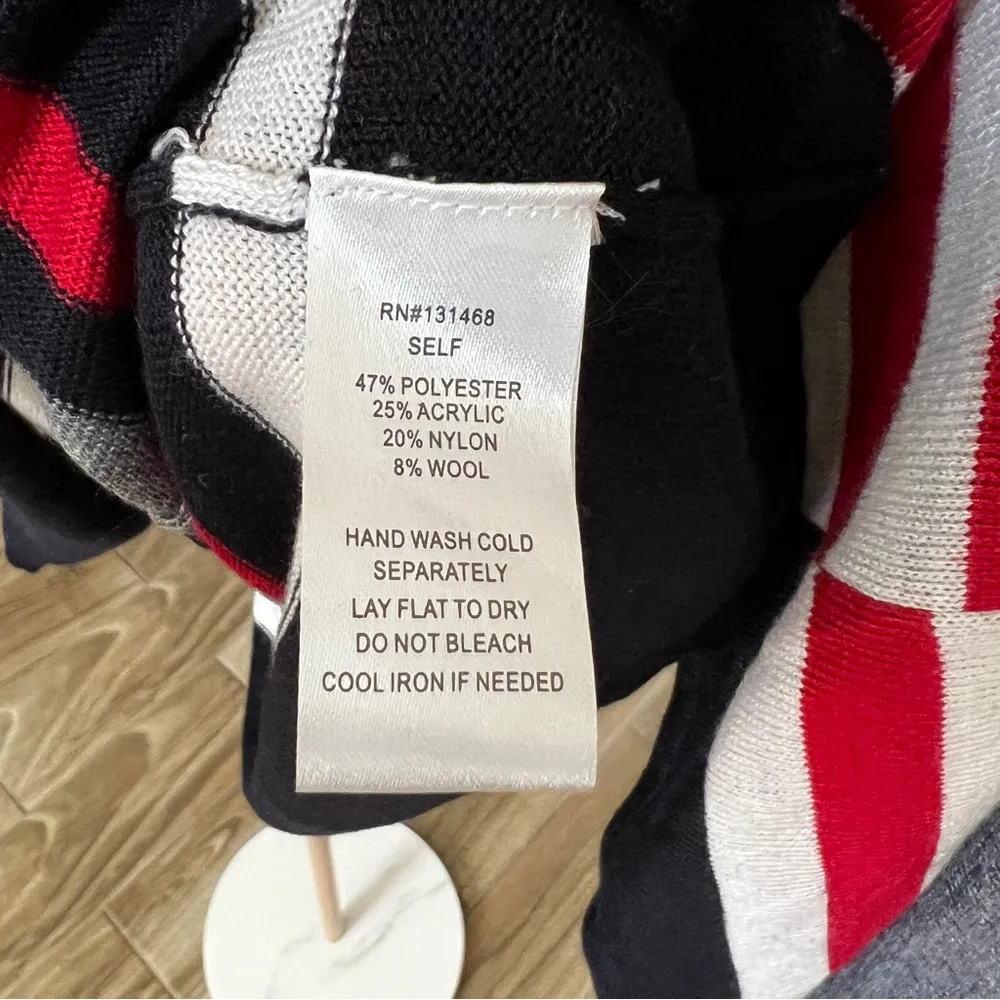 RN#131468
SELF
47% POLYESTER
25% ACRYLIC
20% NYLON
8% WOOL
HAND WASH COLD
SEPARATELY
LAY FLAT TO DRY
DO NOT BLEACH
COOL IRON IF NEEDED